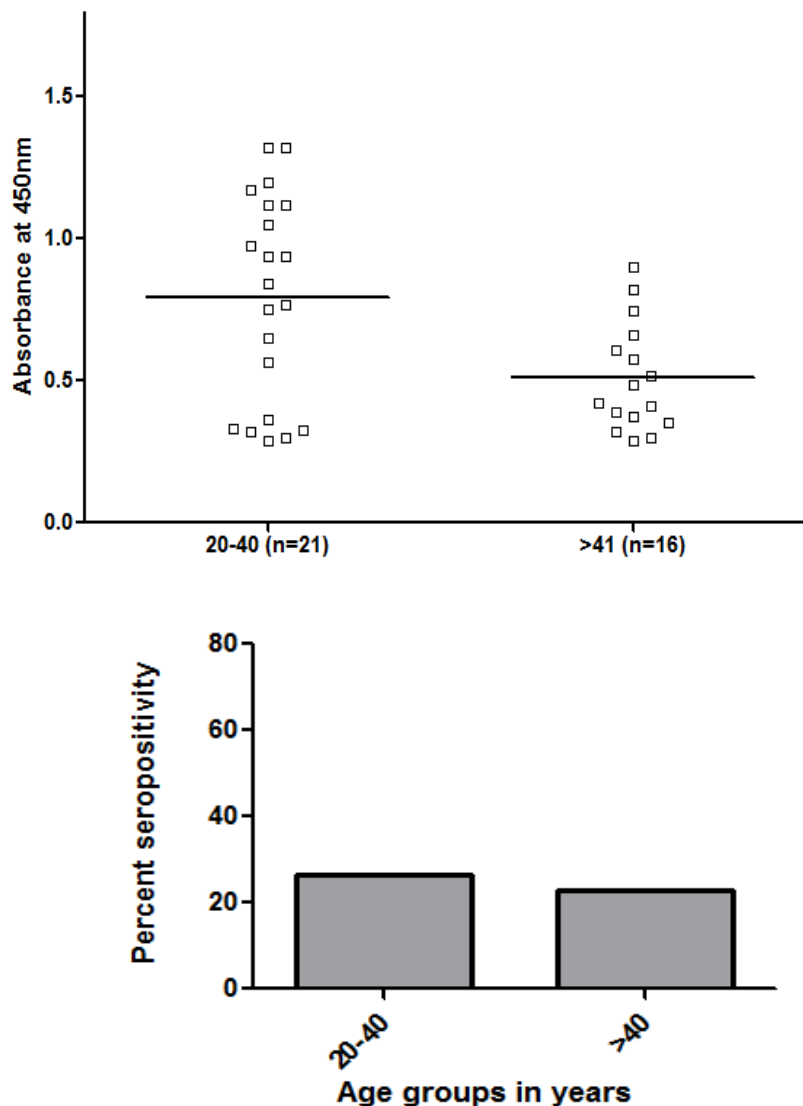 Absorbance at 450nm
1.5
1.0
0.5
0.0
20-40 (n=21)
>41 (n=16)
Percent seropositivity
80
60
40
20
0
20-40
>40
Age groups in years